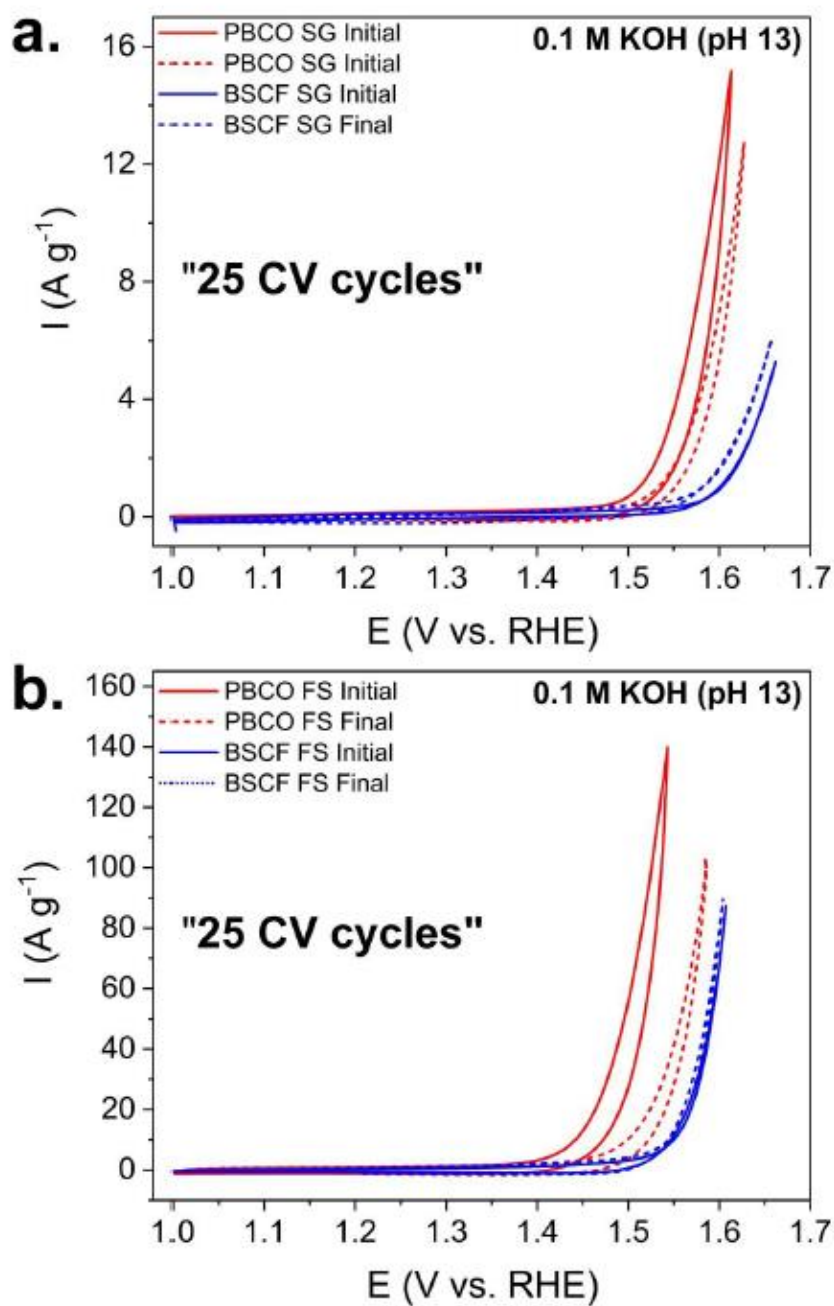 a.
PBCO SG Initial
PBCO SG Initial
BSCF SG Initial
BSCF SG Final
0.1 M KOH (pH 13)
"25 CV cycles"
I (A g⁻¹)
16
12
8
4
0
1.0 1.1 1.2 1.3 1.4 1.5 1.6 1.7
E (V vs. RHE)
b.
PBCO FS Initial
PBCO FS Final
BSCF FS Initial
BSCF FS Final
0.1 M KOH (pH 13)
"25 CV cycles"
I (A g⁻¹)
160
140
120
100
80
60
40
20
0
1.0 1.1 1.2 1.3 1.4 1.5 1.6 1.7
E (V vs. RHE)